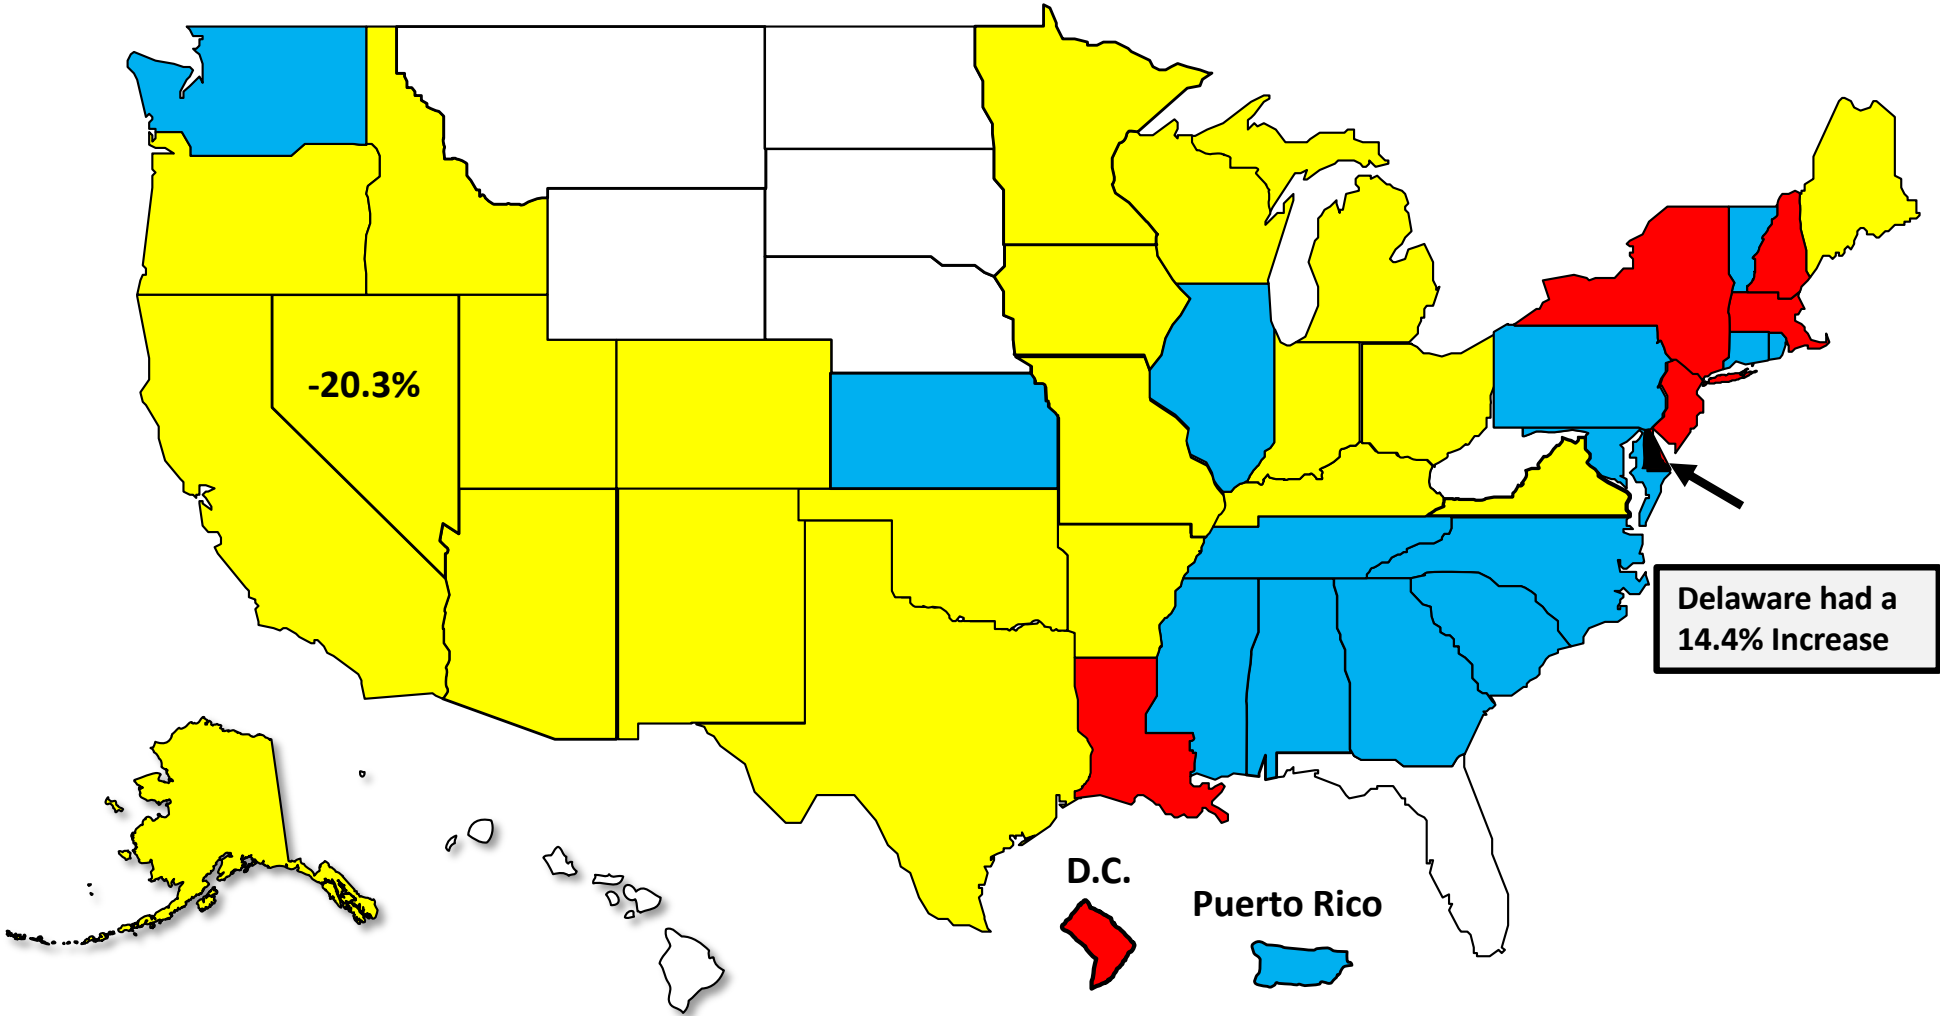 -20.3%
Delaware had a
14.4% Increase
D.C.
Puerto Rico